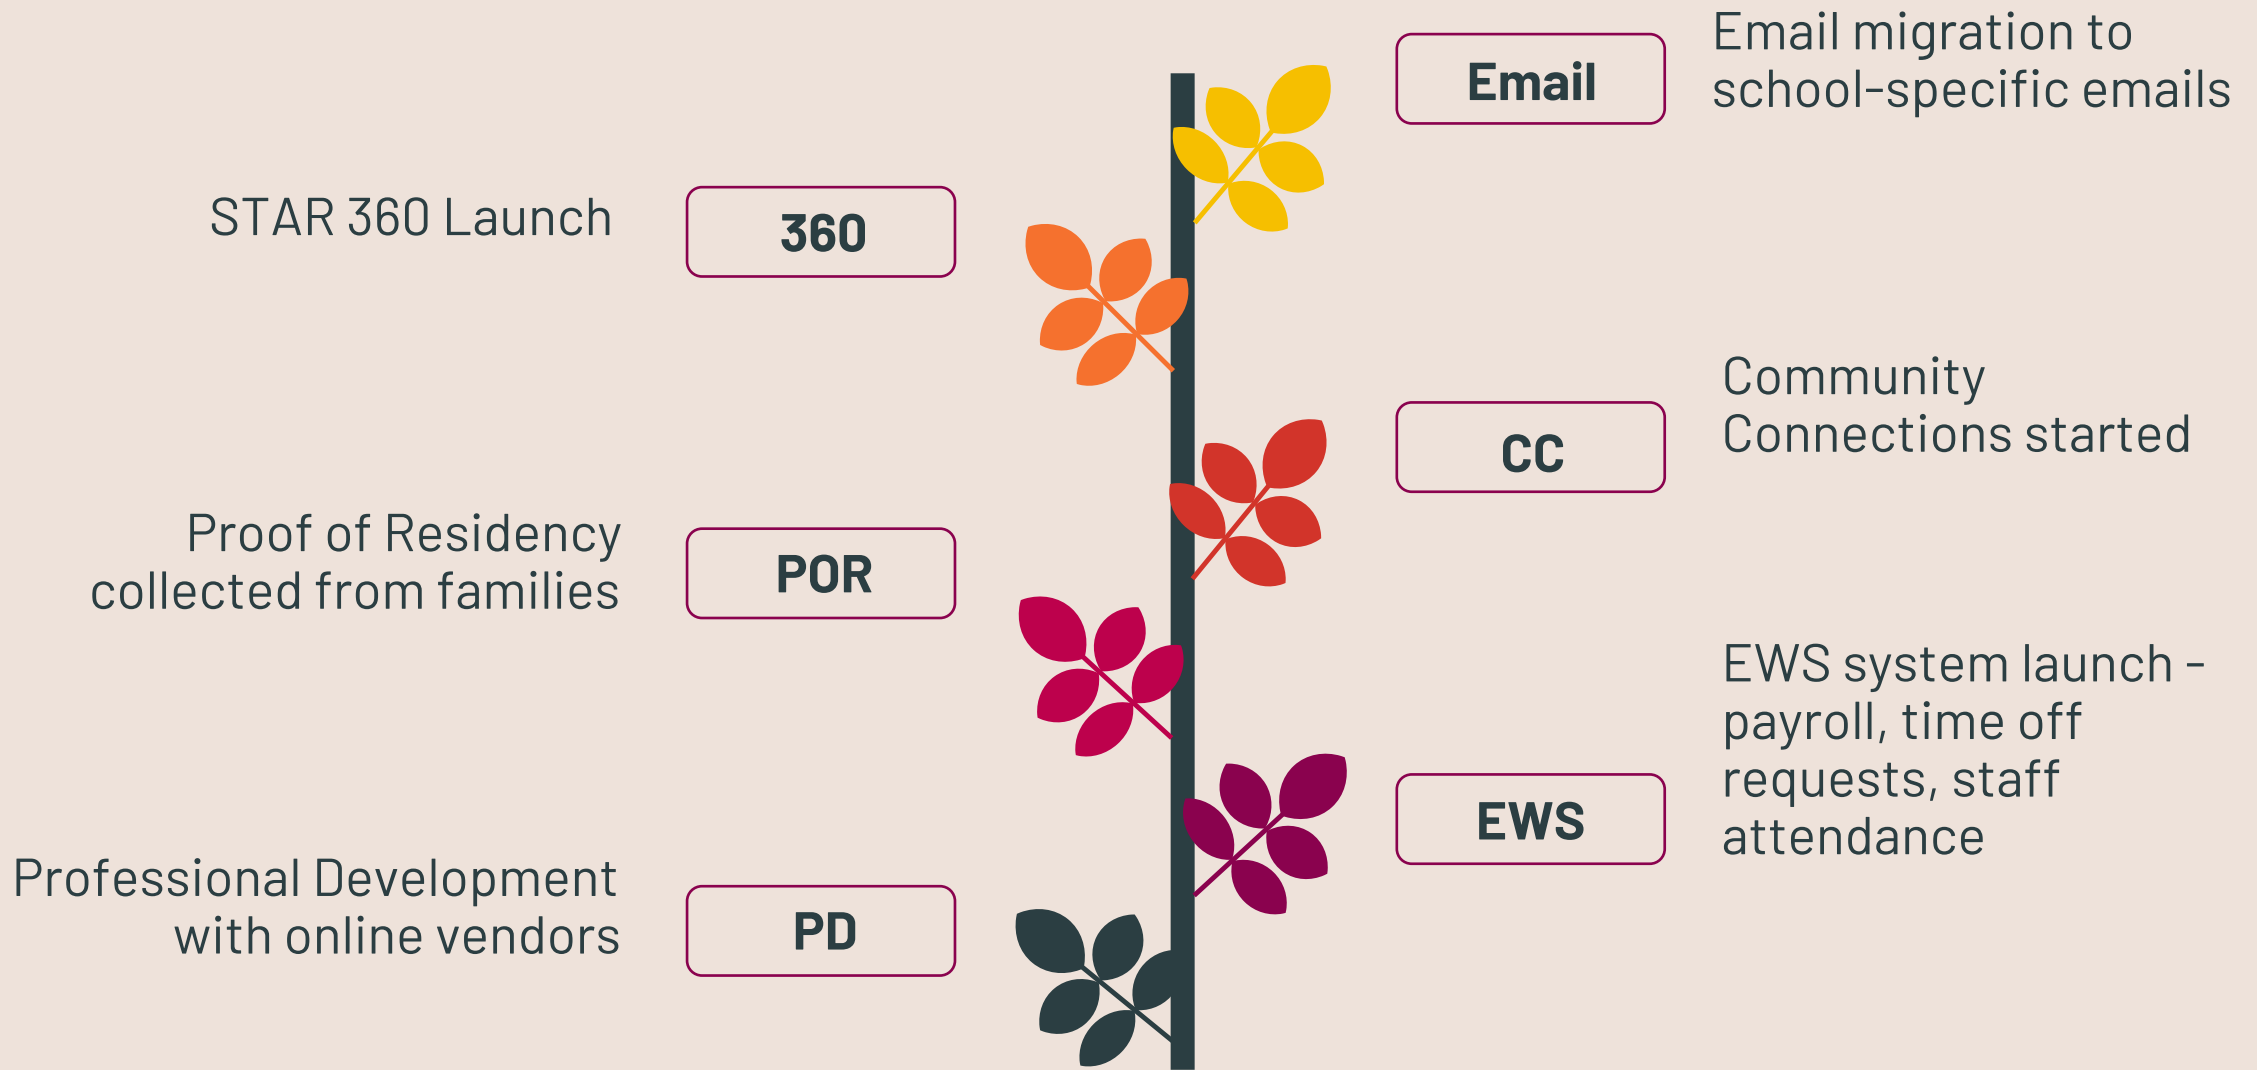 Email
Email migration to
school-specific emails
STAR 360 Launch
360
CC
Community
Connections started
Proof of Residency
collected from families
POR
EWS
EWS system launch -
payroll, time off
requests, staff
attendance
Professional Development
with online vendors
PD